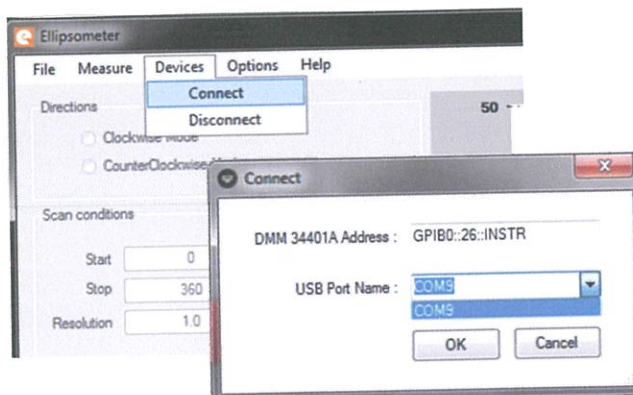 Ellipsometer
File Measure Devices Options Help
Connect
Disconnect
Directions
Clockwise Mode
CounterClockwise
50
Scan conditions
Start 0
Stop 360
Resolution 1.0
Connect
DMM 34401A Address : GPIB0::26::INSTR
USB Port Name : COM9
COM9
OK Cancel